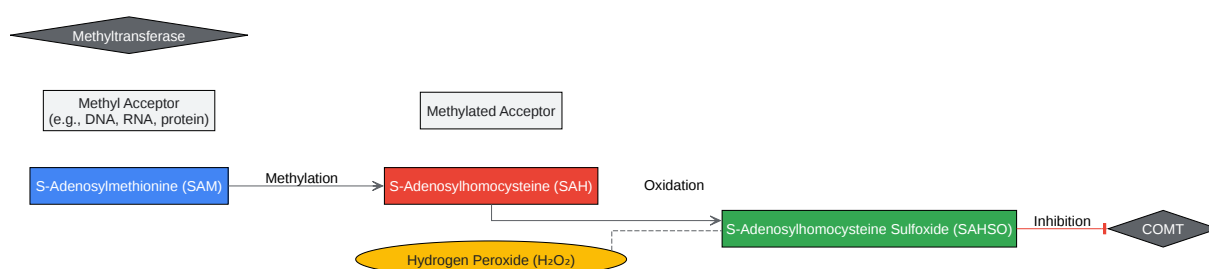 Methyltransferase
Methyl Acceptor
(e.g., DNA, RNA, protein)
Methylated Acceptor
S-Adenosylmethionine (SAM)
Methylation
S-Adenosylhomocysteine (SAH)
Oxidation
S-Adenosylhomocysteine Sulfoxide (SAHSO)
Inhibition
COMT
Hydrogen Peroxide (H₂O₂)